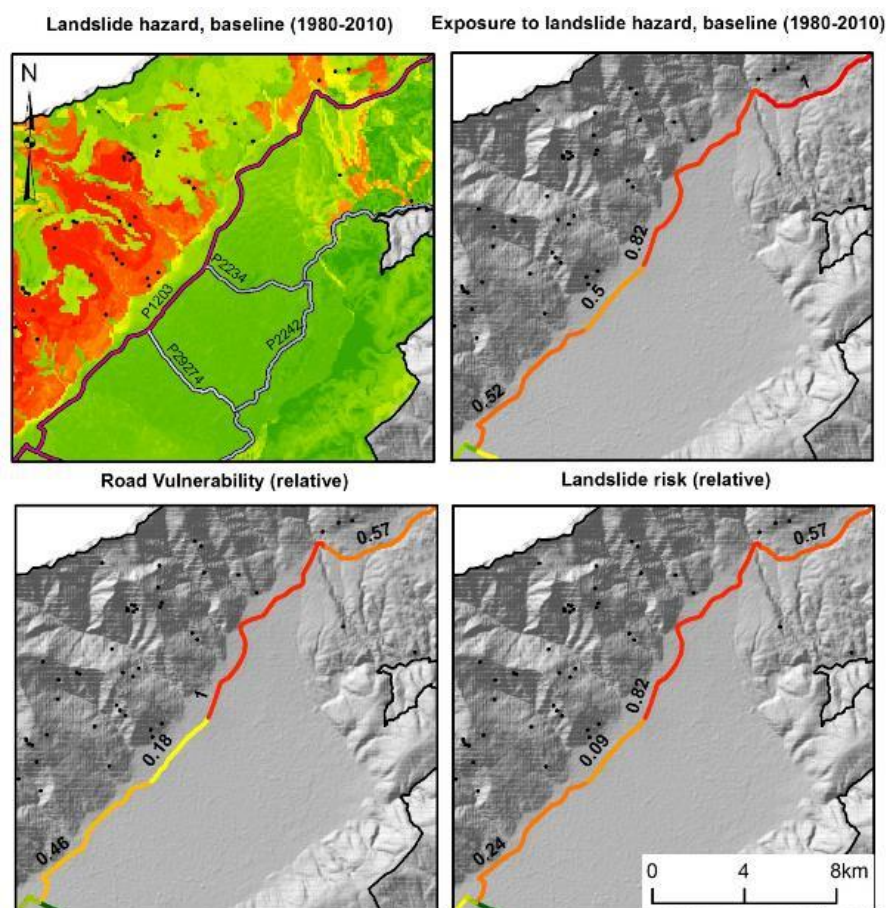 Landslide hazard, baseline (1980-2010)
Exposure to landslide hazard, baseline (1980-2010)
N
P2234
P1203
P2242
P29274
1
0.82
0.5
0.52
Road Vulnerability (relative)
Landslide risk (relative)
0.57
1
0.18
0.46
0.57
0.82
0.09
0.24
0 4 8km